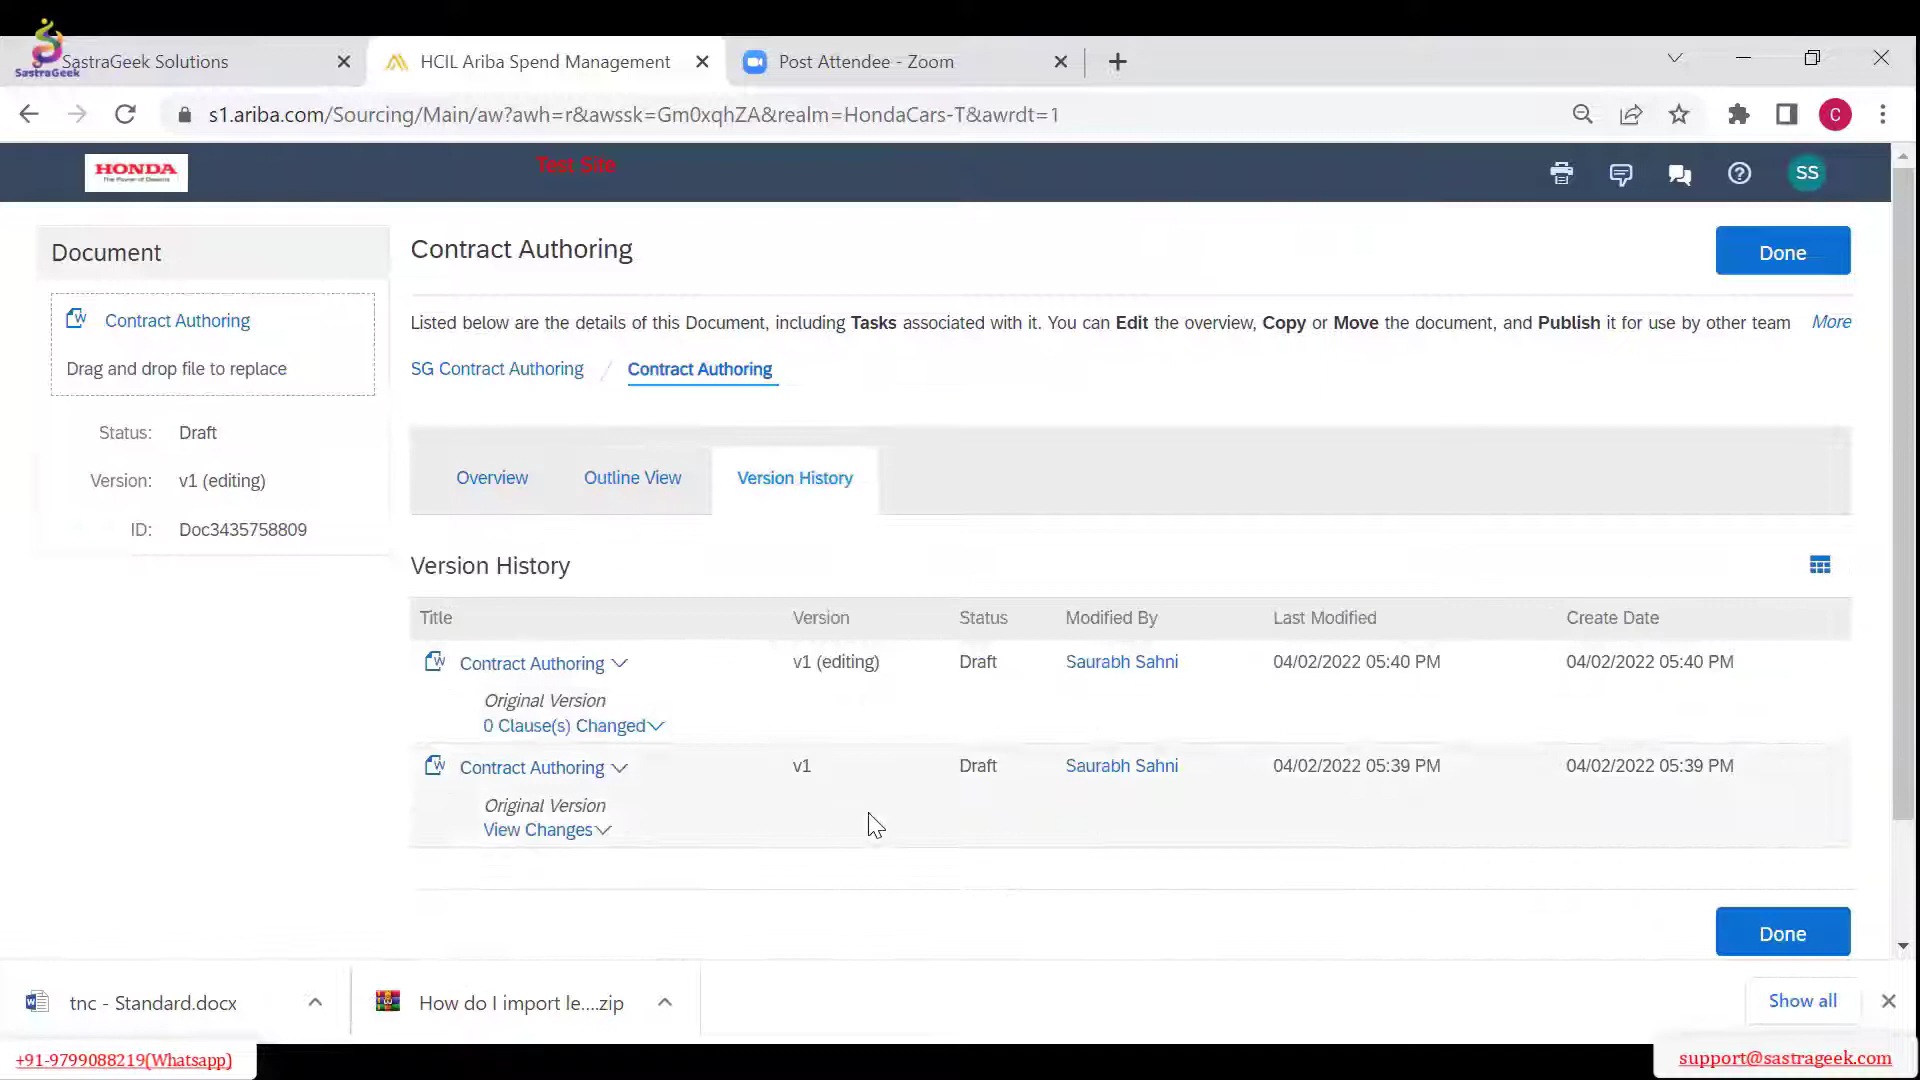 SastraGeek Solutions
HCIL Ariba Spend Management
Post Attendee - Zoom
SastraGeek
s1.ariba.com/Sourcing/Main/aw?awh=r&awssk=Gm0xqhZA&realm=HondaCars-T&awrdt=1
C
HONDA
The Power of Dreams
Test Site
SS
Document
Contract Authoring
Drag and drop file to replace
Status: Draft
Version: v1 (editing)
ID: Doc3435758809
Contract Authoring
Done
Listed below are the details of this Document, including Tasks associated with it. You can Edit the overview, Copy or Move the document, and Publish it for use by other team More
SG Contract Authoring / Contract Authoring
Overview Outline View Version History
Version History
Title Version Status Modified By Last Modified Create Date
Contract Authoring v1 (editing) Draft Saurabh Sahni 04/02/2022 05:40 PM 04/02/2022 05:40 PM
Original Version
0 Clause(s) Changed
Contract Authoring v1 Draft Saurabh Sahni 04/02/2022 05:39 PM 04/02/2022 05:39 PM
Original Version
View Changes
Done
tnc - Standard.docx
How do I import le....zip
Show all
+91-9799088219(Whatsapp)
support@sastrageek.com